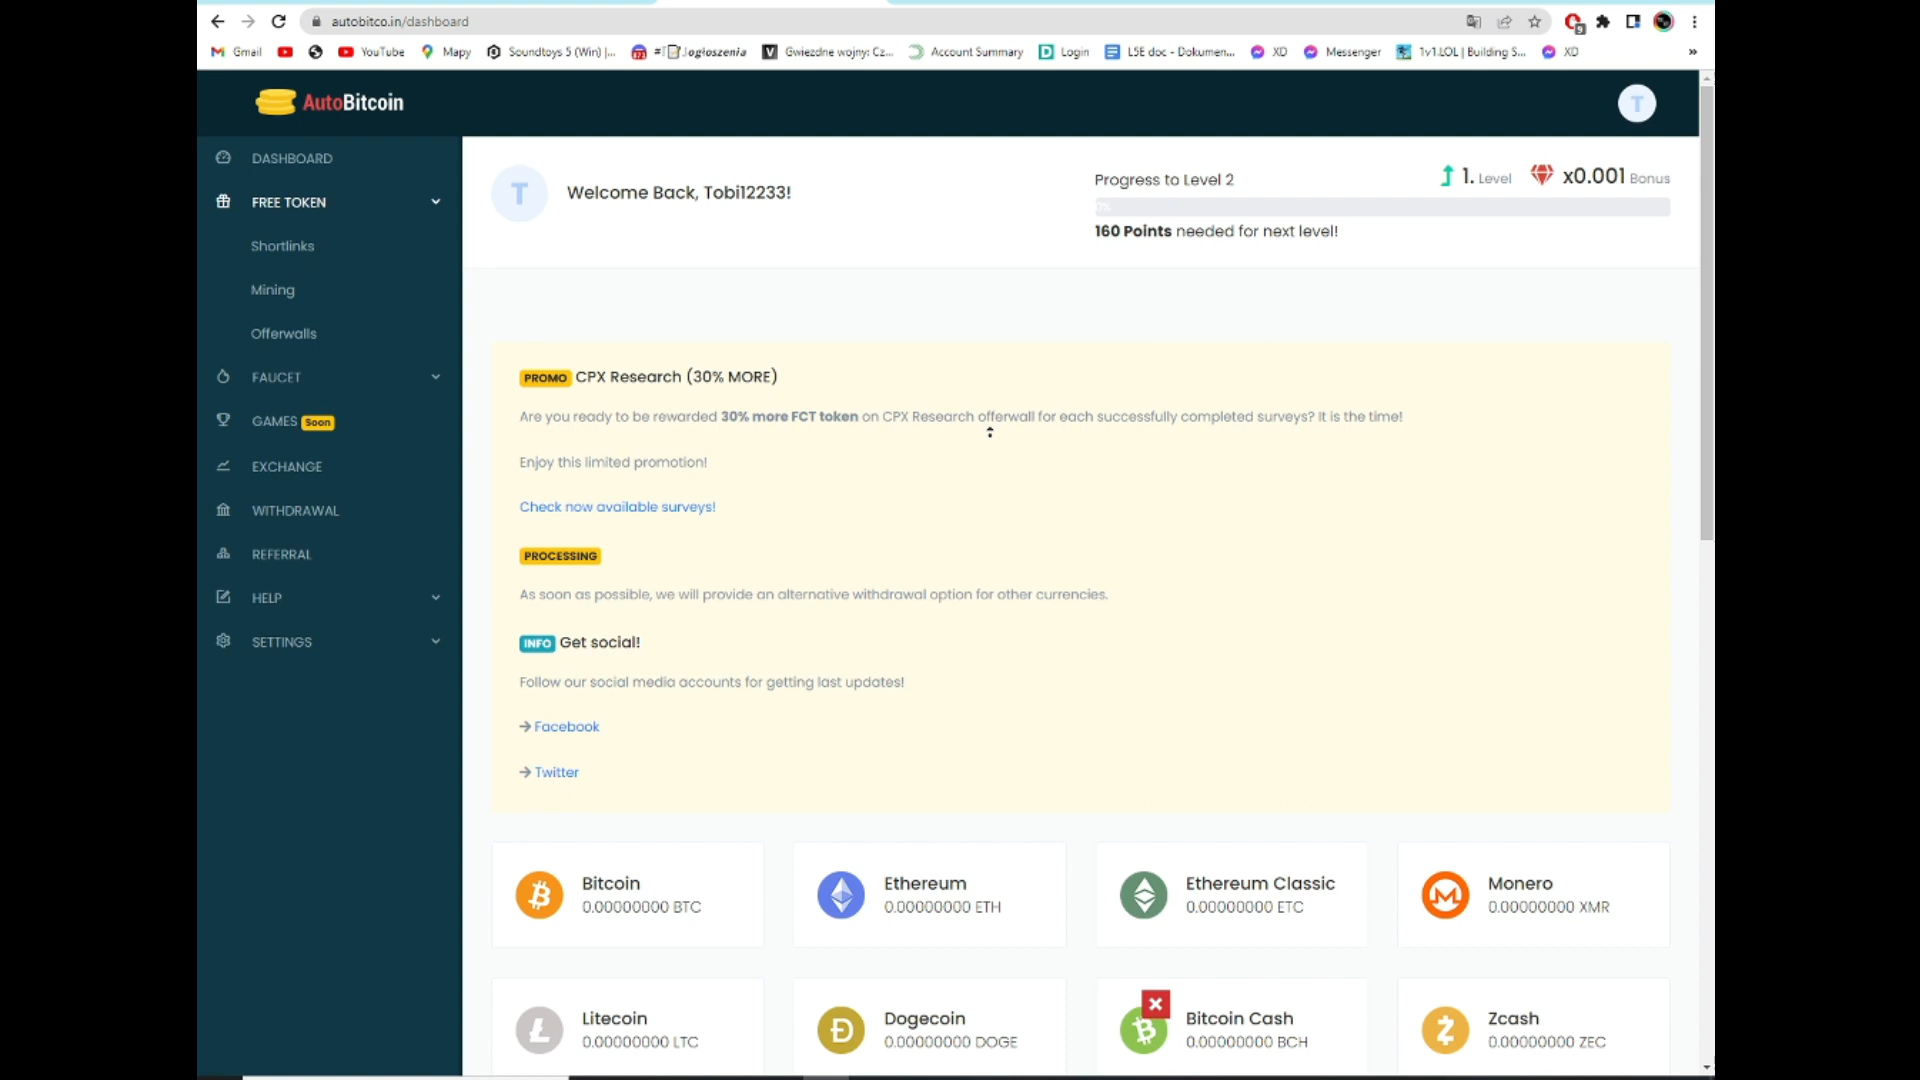 autobitco.in/dashboard
Gmail
YouTube
Mapy
Soundtoys 5 (Win) |...
ogłoszenia
Gwiezdne wojny: Cz...
Account Summary
Login
L5E doc - Dokumen...
XD
Messenger
1v1.LOL | Building S...
XD
»
AutoBitcoin
T
DASHBOARD
FREE TOKEN
Shortlinks
Mining
Offerwalls
FAUCET
GAMES Soon
EXCHANGE
WITHDRAWAL
REFERRAL
HELP
SETTINGS
T
Welcome Back, Tobi12233!
Progress to Level 2
1. Level
x0.001 Bonus
0%
160 Points needed for next level!
PROMO CPX Research (30% MORE)
Are you ready to be rewarded 30% more FCT token on CPX Research offerwall for each successfully completed surveys? It is the time!
Enjoy this limited promotion!
Check now available surveys!
PROCESSING
As soon as possible, we will provide an alternative withdrawal option for other currencies.
INFO Get social!
Follow our social media accounts for getting last updates!
→ Facebook
→ Twitter
Bitcoin
0.00000000 BTC
Ethereum
0.00000000 ETH
Ethereum Classic
0.00000000 ETC
Monero
0.00000000 XMR
Litecoin
0.00000000 LTC
Dogecoin
0.00000000 DOGE
Bitcoin Cash
0.00000000 BCH
Zcash
0.00000000 ZEC